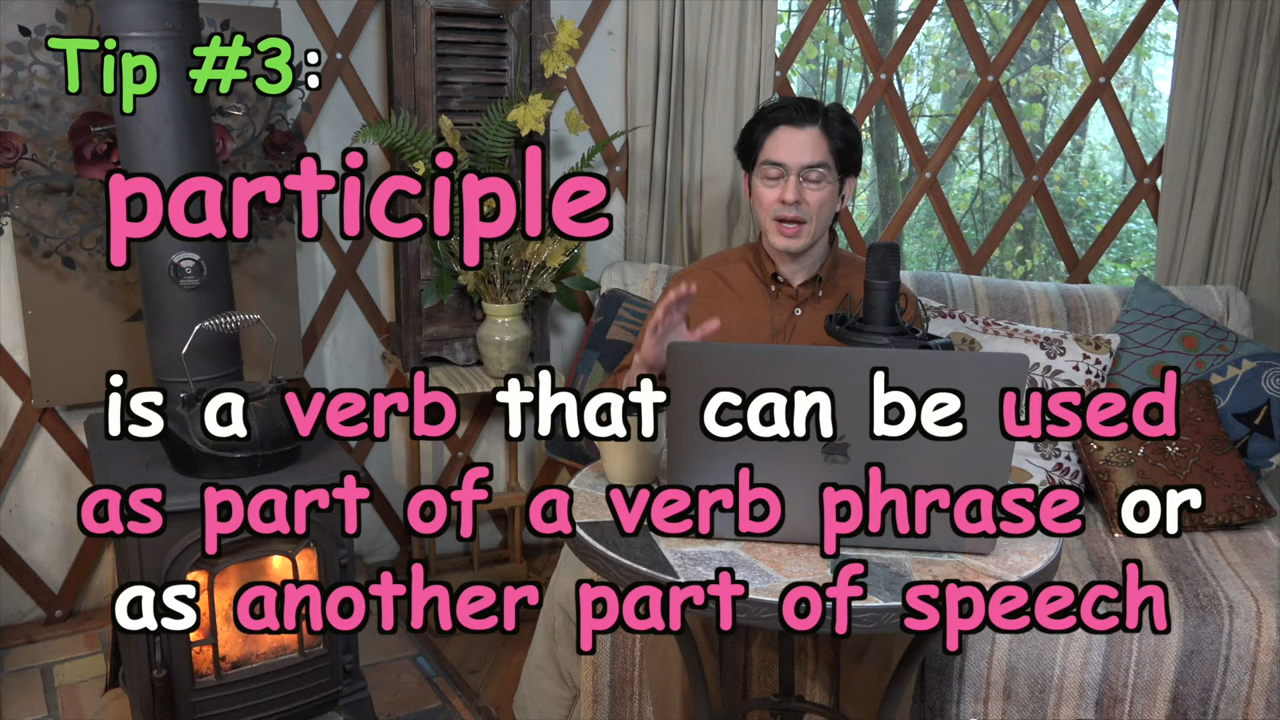 Tip #3:
participle
is a verb that can be used
as part of a verb phrase or
as another part of speech